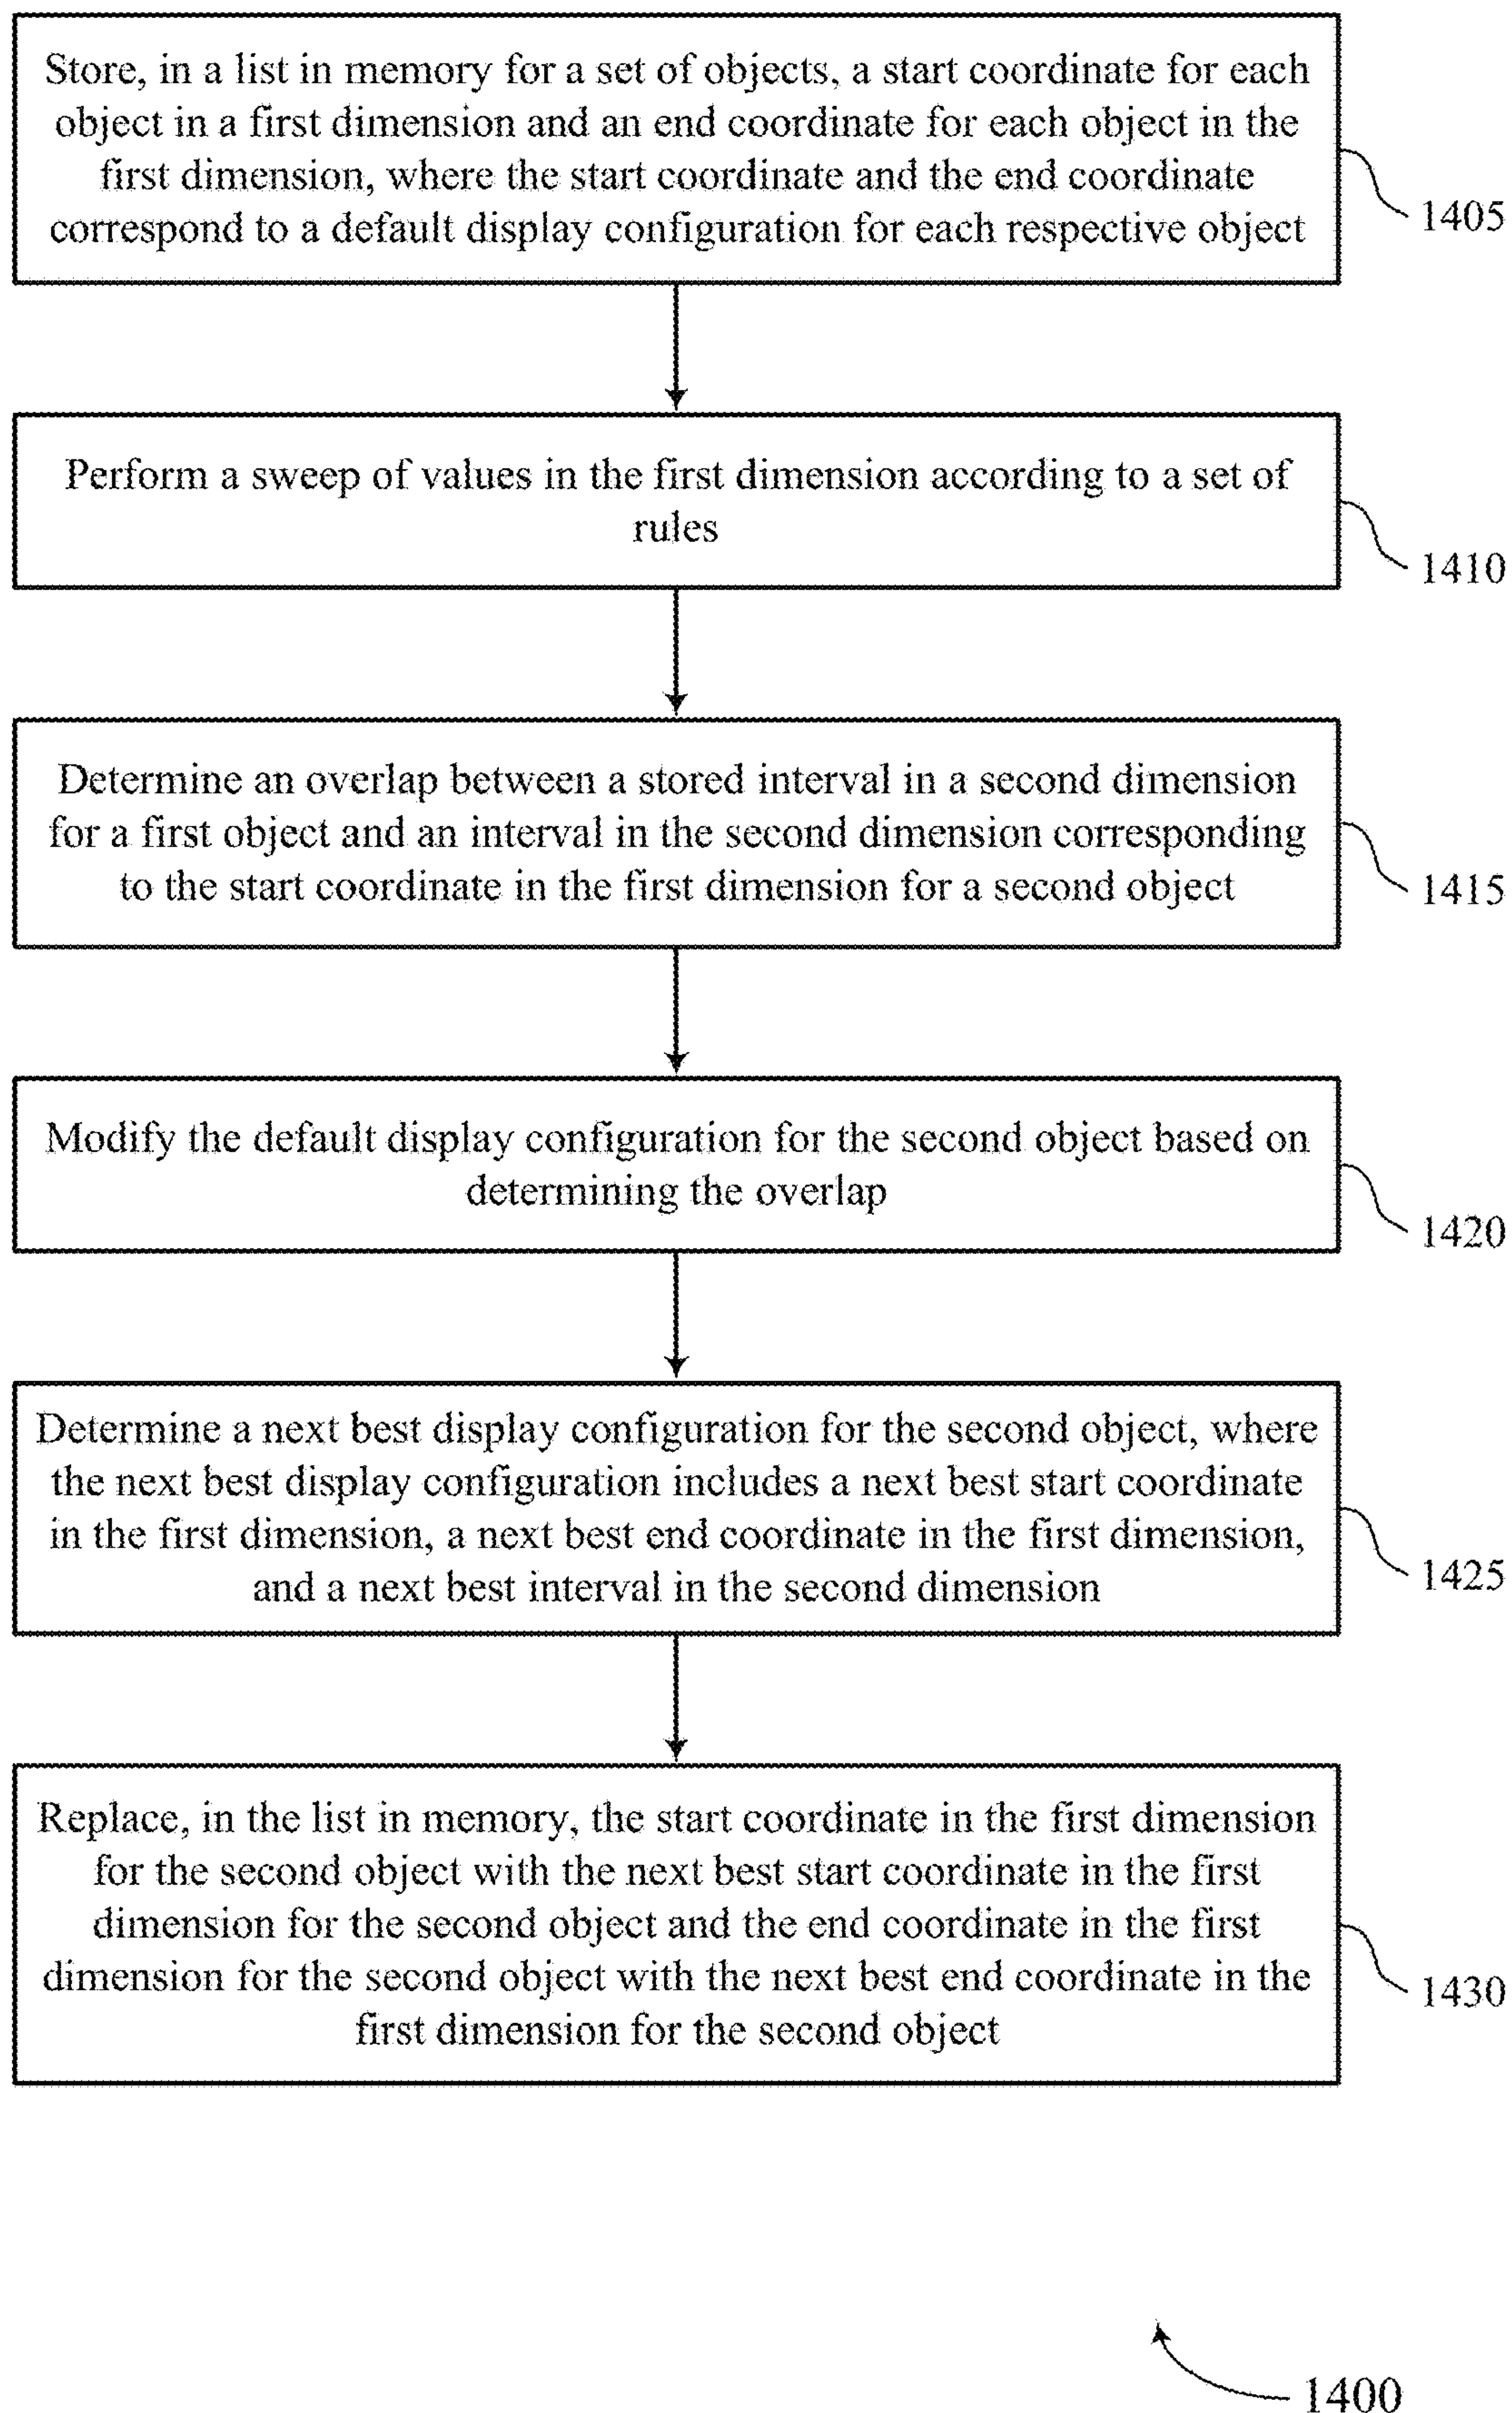 Store, in a list in memory for a set of objects, a start coordinate for each
object in a first dimension and an end coordinate for each object in the
first dimension, where the start coordinate and the end coordinate
correspond to a default display configuration for each respective object
1405
Perform a sweep of values in the first dimension according to a set of
rules
1410
Determine an overlap between a stored interval in a second dimension
for a first object and an interval in the second dimension corresponding
to the start coordinate in the first dimension for a second object
1415
Modify the default display configuration for the second object based on
determining the overlap
1420
Determine a next best display configuration for the second object, where
the next best display configuration includes a next best start coordinate
in the first dimension, a next best end coordinate in the first dimension,
and a next best interval in the second dimension
1425
Replace, in the list in memory, the start coordinate in the first dimension
for the second object with the next best start coordinate in the first
dimension for the second object and the end coordinate in the first
dimension for the second object with the next best end coordinate in the
first dimension for the second object
1430
1400